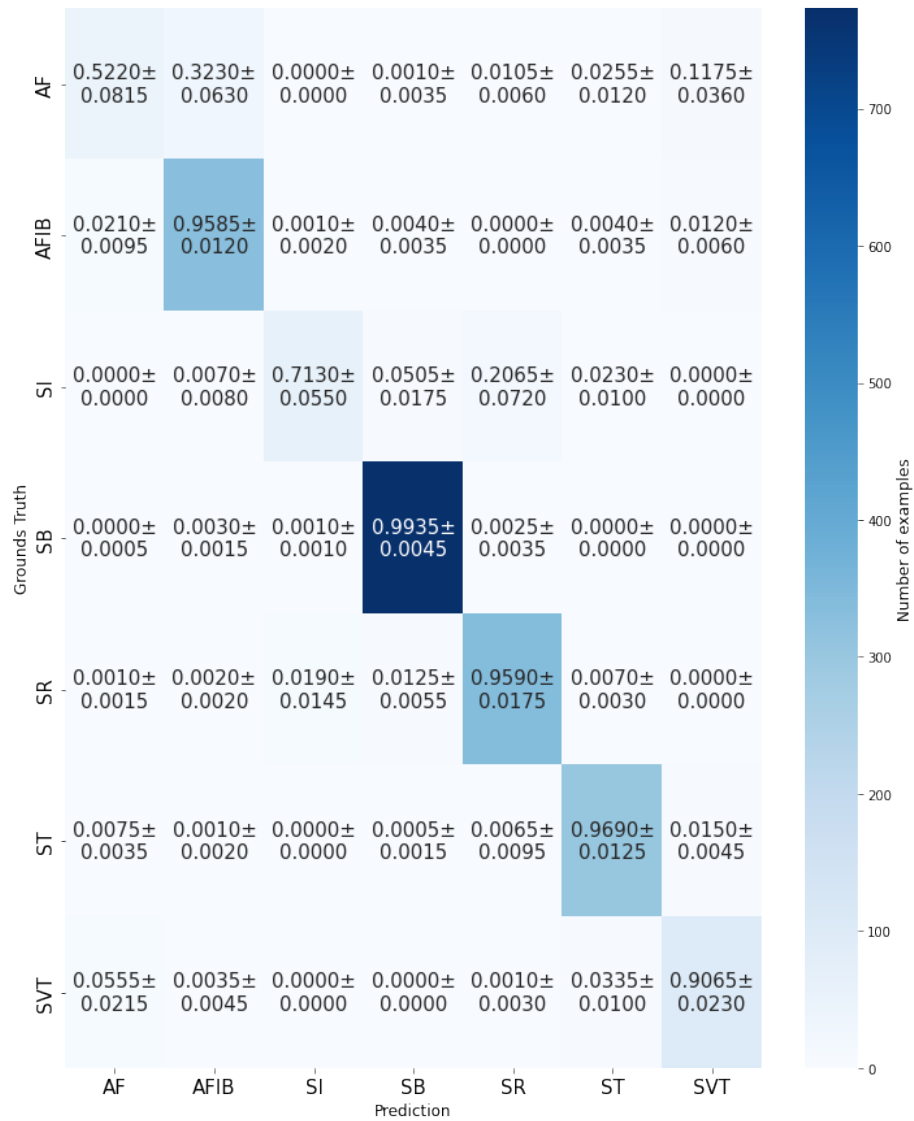 0.5220± 0.3230± 0.0000± 0.0010± 0.0105± 0.0255± 0.1175±
AF 0.0815 0.0630 0.0000 0.0035 0.0060 0.0120 0.0360
0.0210± 0.9585± 0.0010± 0.0040± 0.0000± 0.0040± 0.0120±
AFIB 0.0095 0.0120 0.0020 0.0035 0.0000 0.0035 0.0060
0.0000± 0.0070± 0.7130± 0.0505± 0.2065± 0.0230± 0.0000±
SI 0.0000 0.0080 0.0550 0.0175 0.0720 0.0100 0.0000
0.0000± 0.0030± 0.0010± 0.9935± 0.0025± 0.0000± 0.0000±
SB 0.0005 0.0015 0.0010 0.0045 0.0035 0.0000 0.0000
0.0010± 0.0020± 0.0190± 0.0125± 0.9590± 0.0070± 0.0000±
SR 0.0015 0.0020 0.0145 0.0055 0.0175 0.0030 0.0000
0.0075± 0.0010± 0.0000± 0.0005± 0.0065± 0.9690± 0.0150±
ST 0.0035 0.0020 0.0000 0.0015 0.0095 0.0125 0.0045
0.0555± 0.0035± 0.0000± 0.0000± 0.0010± 0.0335± 0.9065±
SVT 0.0215 0.0045 0.0000 0.0000 0.0030 0.0100 0.0230
AF AFIB SI SB SR ST SVT
Prediction
Grounds Truth
700
600
500
400
300
200
100
0
Number of examples